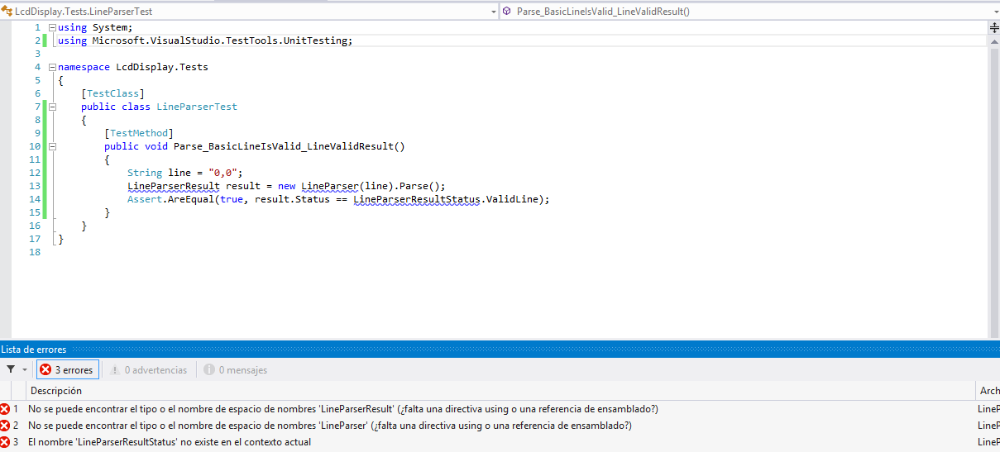 LcdDisplay.Tests.LineParserTest
Parse_BasicLineIsValid_LineValidResult()
1 using System;
2 using Microsoft.VisualStudio.TestTools.UnitTesting;
3
4 namespace LcdDisplay.Tests
5 {
6 [TestClass]
7 public class LineParserTest
8 {
9 [TestMethod]
10 public void Parse_BasicLineIsValid_LineValidResult()
11 {
12 String line = "0,0";
13 LineParserResult result = new LineParser(line).Parse();
14 Assert.AreEqual(true, result.Status == LineParserResultStatus.ValidLine);
15 }
16 }
17 }
18
Lista de errores
3 errores 0 advertencias 0 mensajes
Descripción Arch
1 No se puede encontrar el tipo o el nombre de espacio de nombres 'LineParserResult' (¿falta una directiva using o una referencia de ensamblado?) LineP
2 No se puede encontrar el tipo o el nombre de espacio de nombres 'LineParser' (¿falta una directiva using o una referencia de ensamblado?) LineP
3 El nombre 'LineParserResultStatus' no existe en el contexto actual LineP